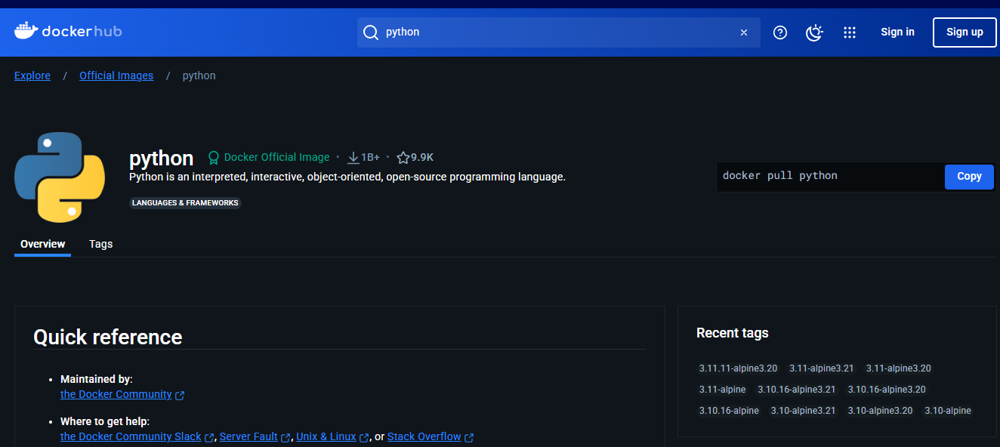 dockerhub
python
Sign in
Sign up
Explore / Official Images / python
python Docker Official Image · 1B+ · 9.9K
Python is an interpreted, interactive, object-oriented, open-source programming language.
LANGUAGES & FRAMEWORKS
docker pull python
Copy
Overview
Tags
Quick reference
• Maintained by:
the Docker Community
• Where to get help:
the Docker Community Slack, Server Fault, Unix & Linux, or Stack Overflow
Recent tags
3.11.11-alpine3.20 3.11-alpine3.21 3.11-alpine3.20
3.11-alpine 3.10.16-alpine3.21 3.10.16-alpine3.20
3.10.16-alpine 3.10-alpine3.21 3.10-alpine3.20 3.10-alpine